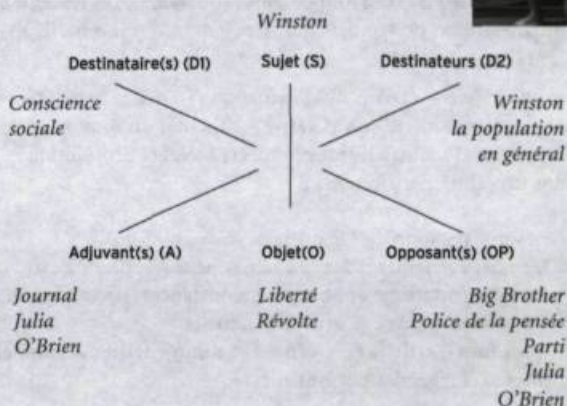 Winston
Destinataire(s) (D1) Sujet (S) Destinateurs (D2)
Conscience
sociale
Winston
la population
en général
Adjuvant(s) (A) Objet(O) Opposant(s) (OP)
Journal
Julia
O'Brien
Liberté
Révolte
Big Brother
Police de la pensée
Parti
Julia
O'Brien